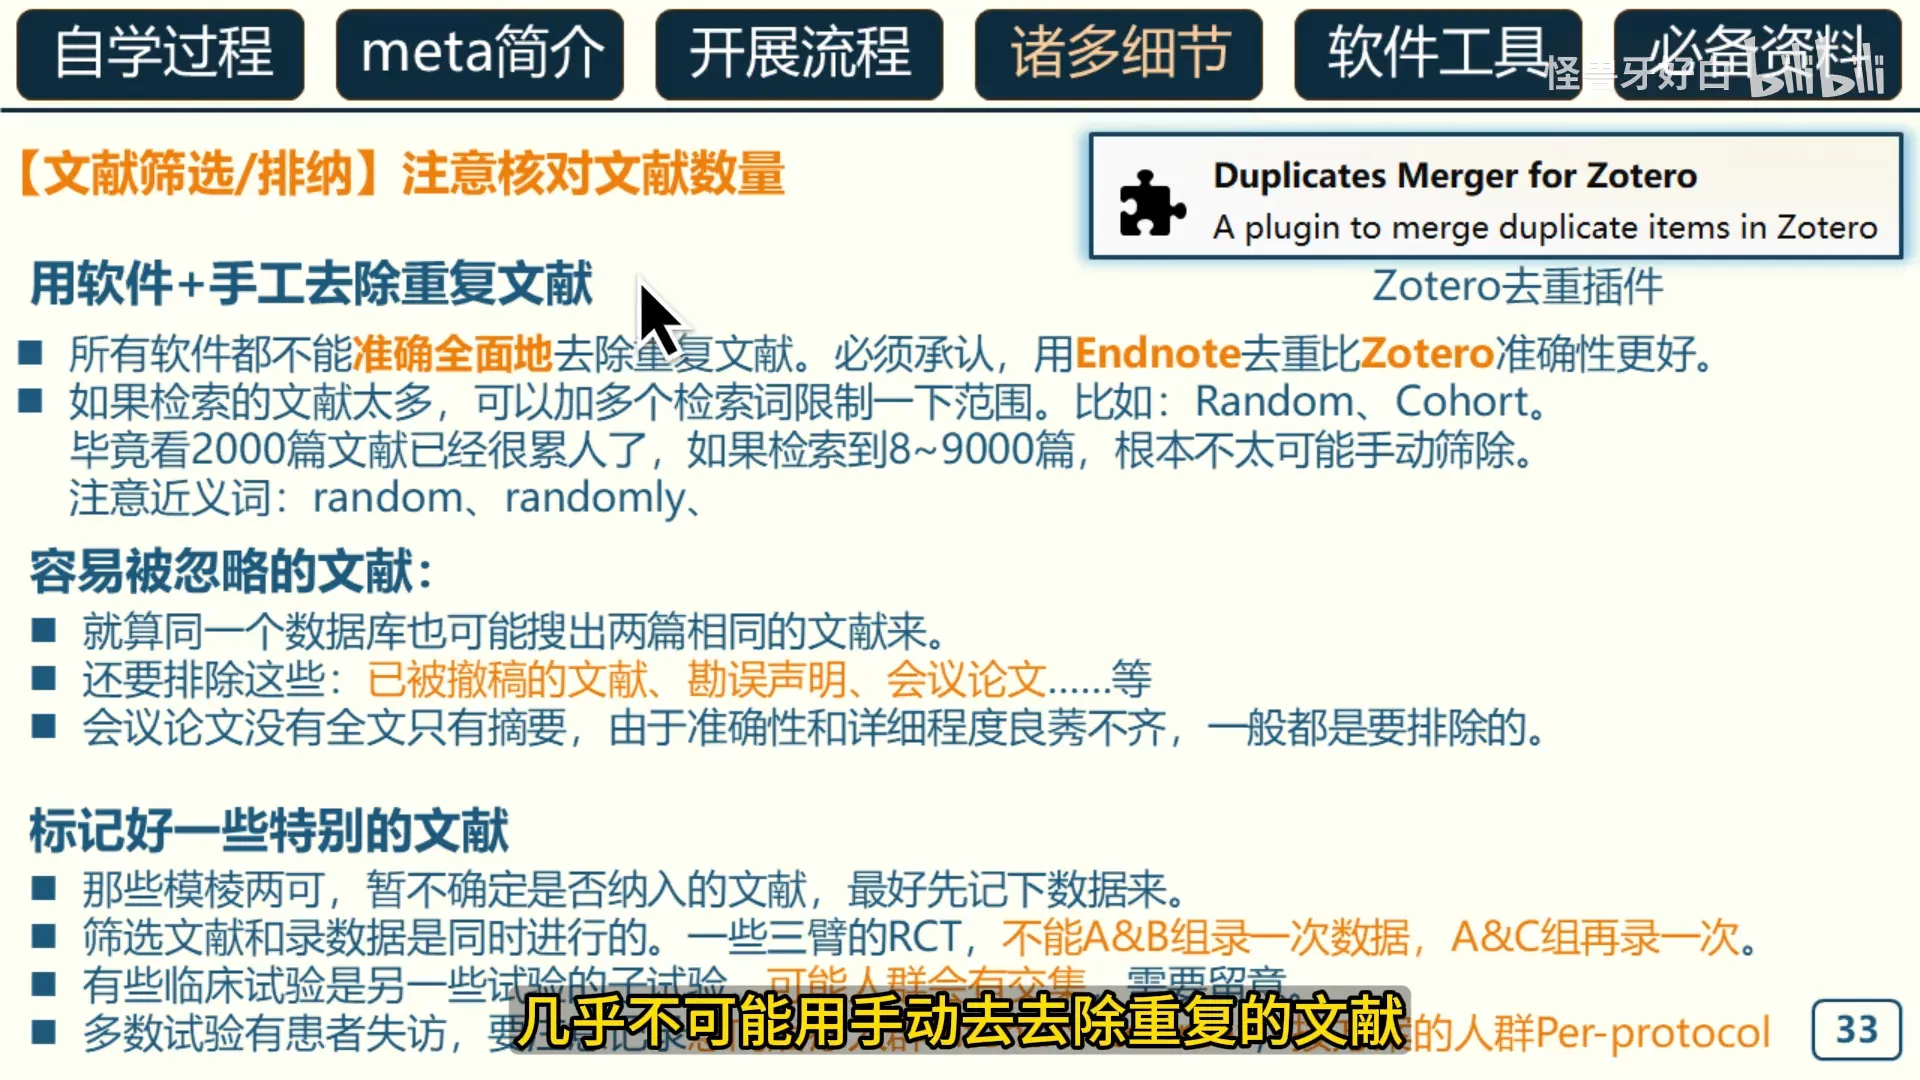 自学过程
meta简介
开展流程
诸多细节
软件工具
必备资料
怪兽牙好白 bilibili
【文献筛选/排纳】注意核对文献数量
Duplicates Merger for Zotero
A plugin to merge duplicate items in Zotero
Zotero去重插件
用软件+手工去除重复文献
■ 所有软件都不能准确全面地去除重复文献。必须承认，用Endnote去重比Zotero准确性更好。
■ 如果检索的文献太多，可以加多个检索词限制一下范围。比如：Random、Cohort。
毕竟看2000篇文献已经很累人了，如果检索到8~9000篇，根本不太可能手动筛除。
注意近义词：random、randomly、
容易被忽略的文献：
■ 就算同一个数据库也可能搜出两篇相同的文献来。
■ 还要排除这些：已被撤稿的文献、勘误声明、会议论文……等
■ 会议论文没有全文只有摘要，由于准确性和详细程度良莠不齐，一般都是要排除的。
标记好一些特别的文献
■ 那些模棱两可，暂不确定是否纳入的文献，最好先记下数据来。
■ 筛选文献和录数据是同时进行的。一些三臂的RCT，不能A&B组录一次数据，A&C组再录一次。
■ 有些临床试验是另一些试验的子试验，可能人群会有交集，需要留意。
■ 多数试验有患者失访，要 的人群Per-protocol
几乎不可能用手动去去除重复的文献
33